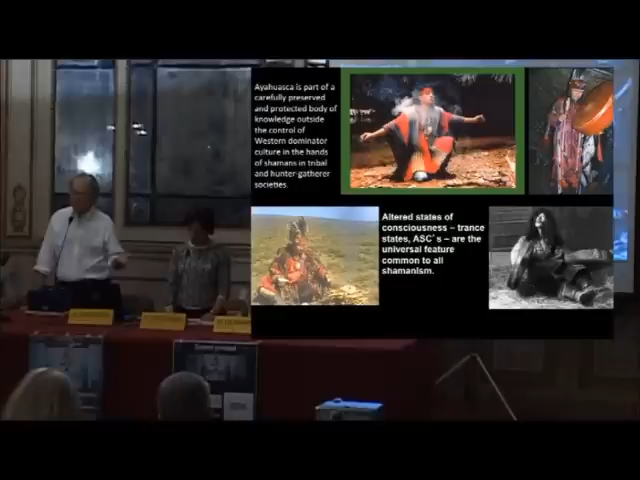 Ayahuasca is part of a
carefully preserved
and protected body of
knowledge outside
the control of
Western dominator
culture in the hands
of shamans in tribal
and hunter-gatherer
societies.
Altered states of
consciousness – trance
states, ASC's – are the
universal feature
common to all
shamanism.